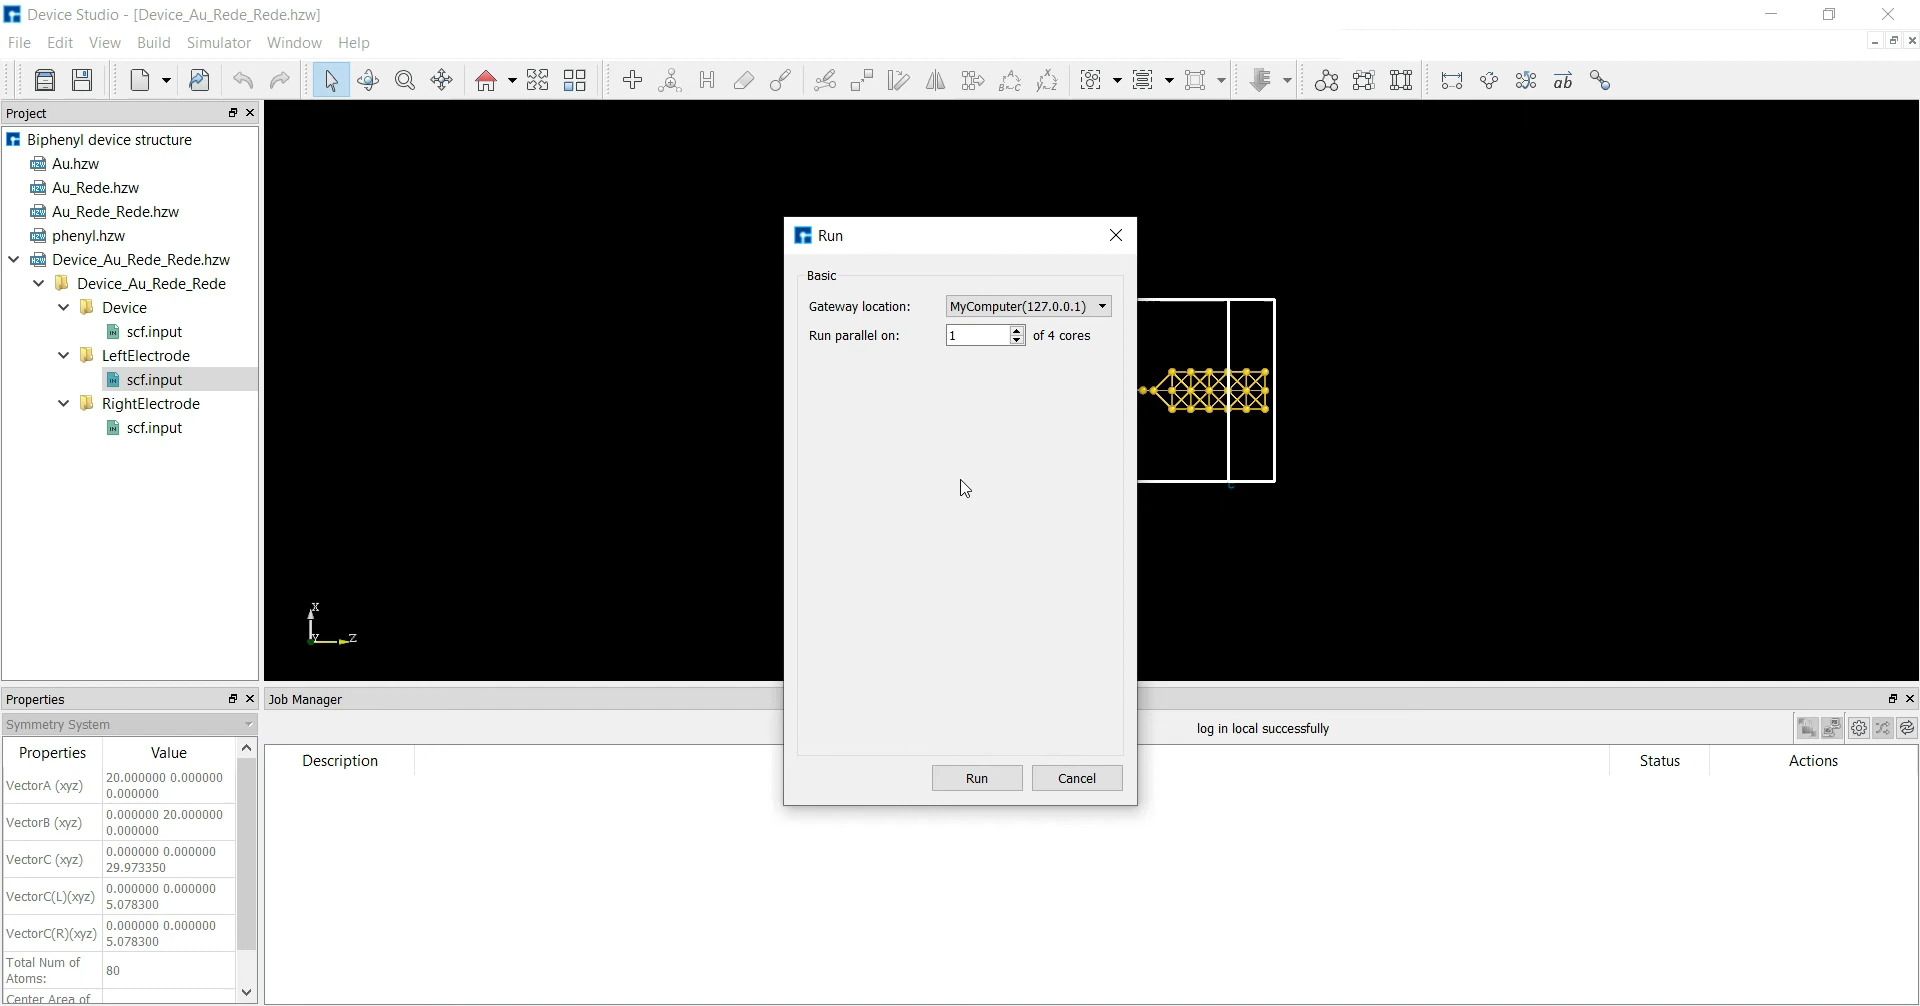 Device Studio - [Device_Au_Rede_Rede.hzw]
File Edit View Build Simulator Window Help
Project
Biphenyl device structure
Au.hzw
Au_Rede.hzw
Au_Rede_Rede.hzw
phenyl.hzw
Device_Au_Rede_Rede.hzw
Device_Au_Rede_Rede
Device
scf.input
LeftElectrode
scf.input
RightElectrode
scf.input
X
Y Z
C
Run
Basic
Gateway location: MyComputer(127.0.0.1)
Run parallel on: 1 of 4 cores
Run Cancel
Properties
Symmetry System
Properties Value
VectorA (xyz) 20.000000 0.000000
0.000000
VectorB (xyz) 0.000000 20.000000
0.000000
VectorC (xyz) 0.000000 0.000000
29.973350
VectorC(L)(xyz) 0.000000 0.000000
5.078300
VectorC(R)(xyz) 0.000000 0.000000
5.078300
Total Num of
Atoms: 80
Center Area of
Job Manager
log in local successfully
Description Status Actions